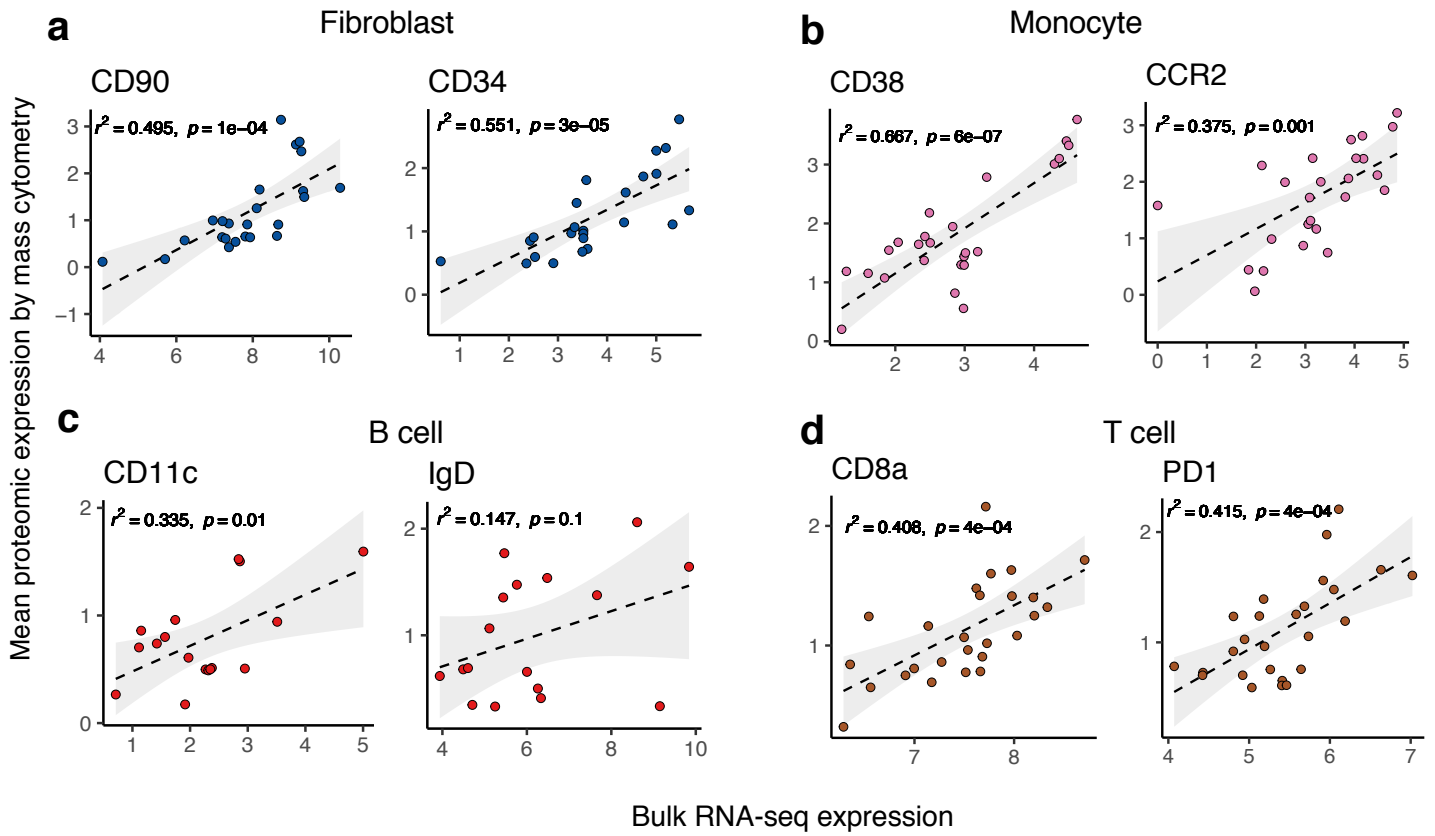 a
Fibroblast
b
Monocyte
CD90
CD34
CD38
CCR2
Mean proteomic expression by mass cytometry
r² = 0.495, p = 1e−04
r² = 0.551, p = 3e−05
r² = 0.667, p = 6e−07
r² = 0.375, p = 0.001
3
2
1
0
−1
4 6 8 10
2
1
0
1 2 3 4 5
3
2
1
0
2 3 4
3
2
1
0
0 1 2 3 4 5
c
B cell
d
T cell
CD11c
IgD
CD8a
PD1
r² = 0.335, p = 0.01
r² = 0.147, p = 0.1
r² = 0.408, p = 4e−04
r² = 0.415, p = 4e−04
2
1
0
1 2 3 4 5
2
1
4 6 8 10
2
1
7 8
2
1
4 5 6 7
Bulk RNA-seq expression